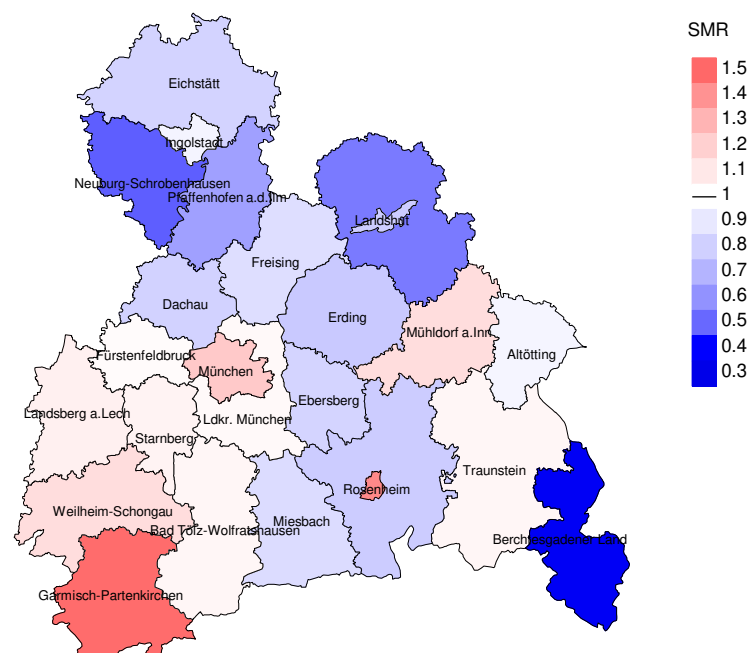 SMR
1.5
1.4
1.3
1.2
1.1
1
0.9
0.8
0.7
0.6
0.5
0.4
0.3
Eichstätt
Ingolstadt
Neuburg-Schrobenhausen
Pfaffenhofen a.d.Ilm
Landshut
Freising
Dachau
Erding
Mühldorf a.Inn
Altötting
Fürstenfeldbruck
München
Ebersberg
Landsberg a.Lech
Ldkr. München
Starnberg
Traunstein
Rosenheim
Weilheim-Schongau
Miesbach
Bad Tölz-Wolfratshausen
Berchtesgadener Land
Garmisch-Partenkirchen